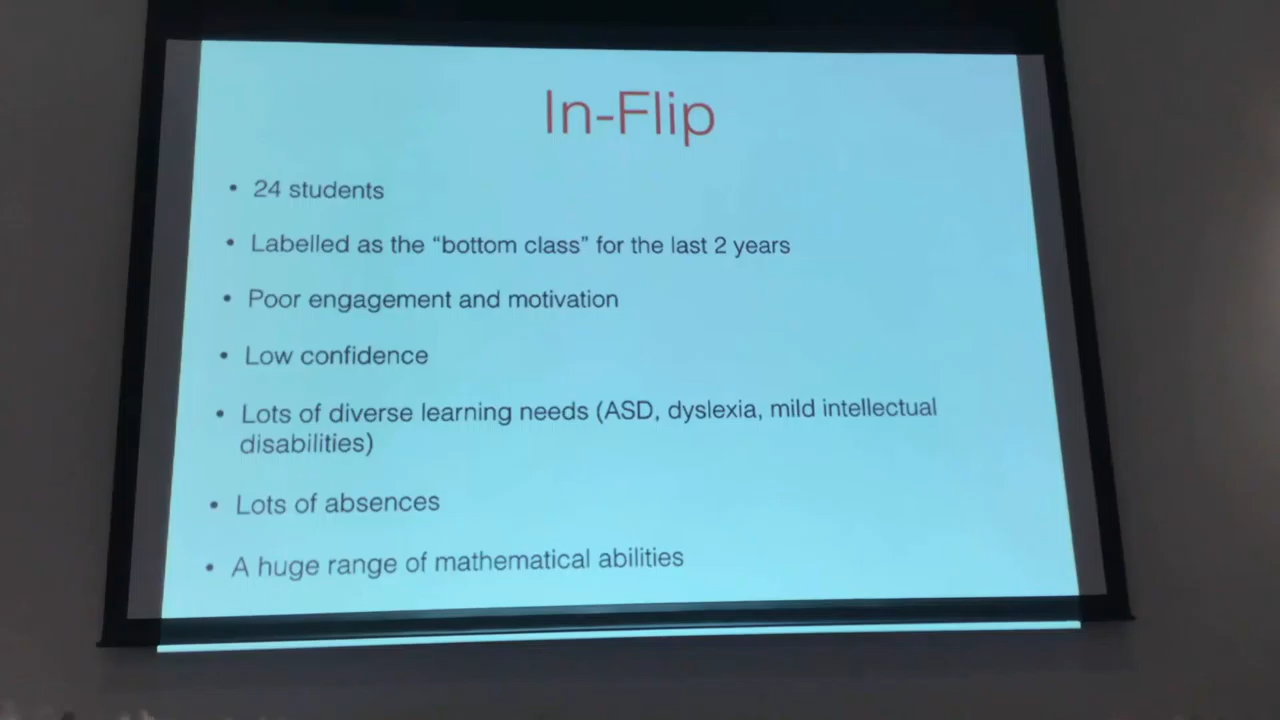 In-Flip
• 24 students
• Labelled as the “bottom class” for the last 2 years
• Poor engagement and motivation
• Low confidence
• Lots of diverse learning needs (ASD, dyslexia, mild intellectual
disabilities)
• Lots of absences
• A huge range of mathematical abilities